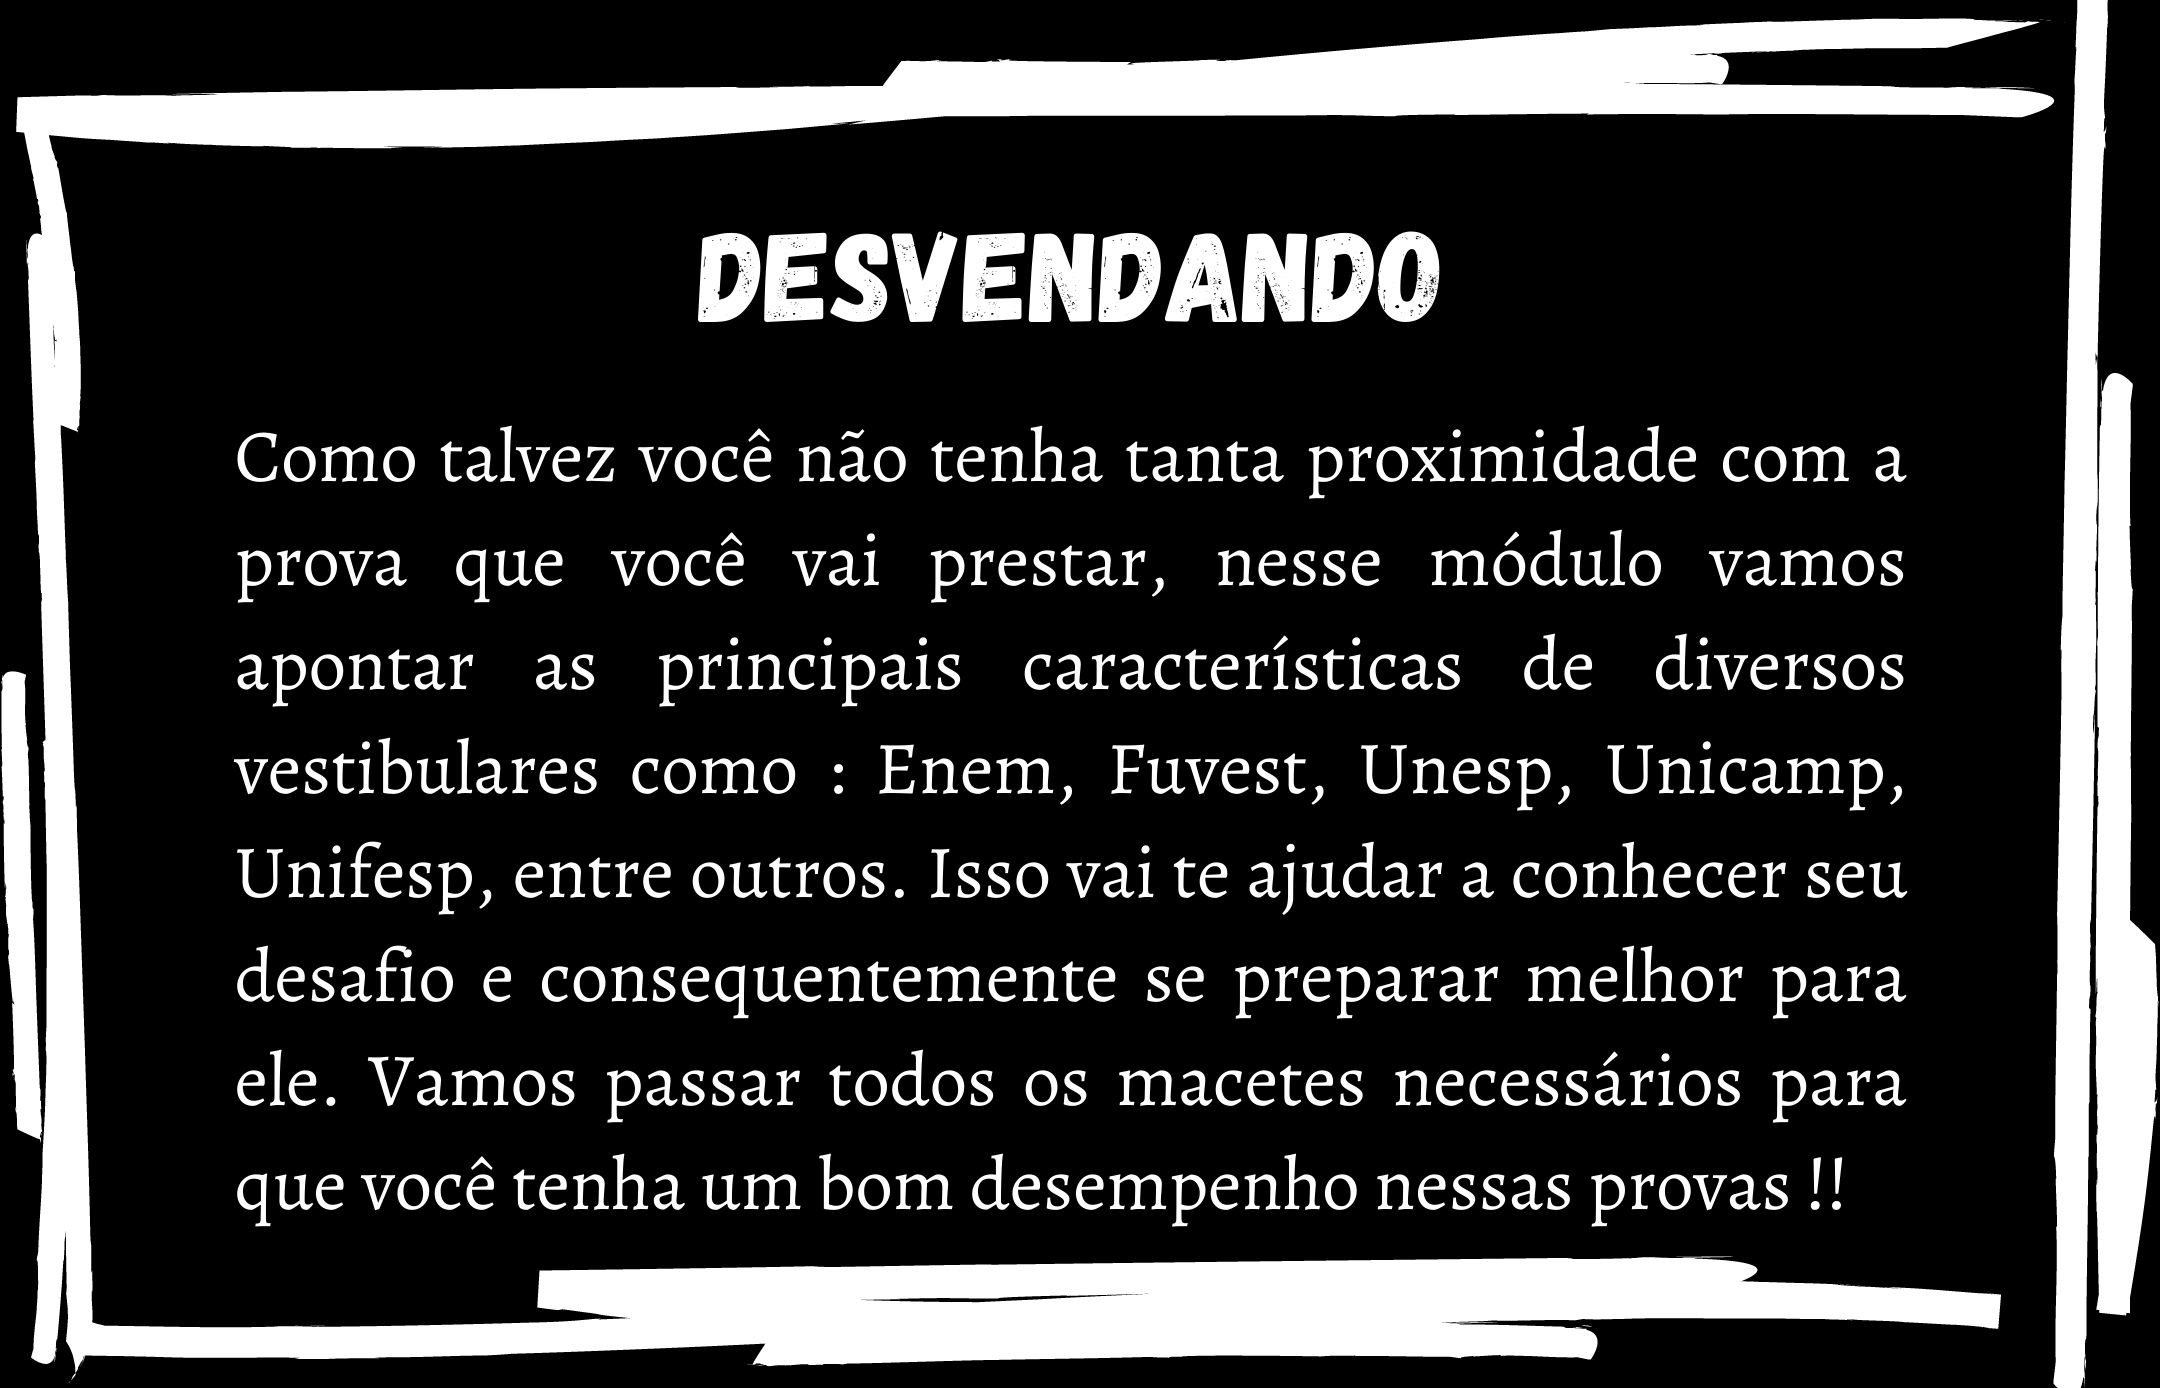 DESVENDANDO
Como talvez você não tenha tanta proximidade com a
prova que você vai prestar, nesse módulo vamos
apontar as principais características de diversos
vestibulares como : Enem, Fuvest, Unesp, Unicamp,
Unifesp, entre outros. Isso vai te ajudar a conhecer seu
desafio e consequentemente se preparar melhor para
ele. Vamos passar todos os macetes necessários para
que você tenha um bom desempenho nessas provas !!